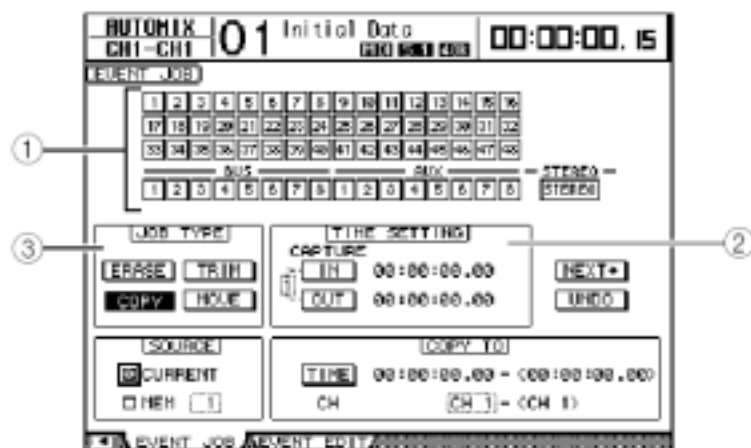 AUTOMIX
CH1-CH1
01
Initial Data
5.1
00:00:00. 15
EVENT JOB
1 2 3 4 5 6 7 8 9 10 11 12 13 14 15 16
17 18 19 20 21 22 23 24 25 26 27 28 29 30 31 32
33 34 35 36 37 38 39 40 41 42 43 44 45 46 47 48
BUS AUX STEREO
1 2 3 4 5 6 7 8 1 2 3 4 5 6 7 8 STEREO
1
3
2
JOB TYPE
ERASE TRIM
COPY MOVE
TIME SETTING
CAPTURE
IN 00:00:00.00
OUT 00:00:00.00
NEXT
UNDO
SOURCE
CURRENT
MEM 1
COPY TO
TIME 00:00:00.00 - (00:00:00.00)
CH CH 1 - (CH 1)
EVENT JOB EVENT EDIT